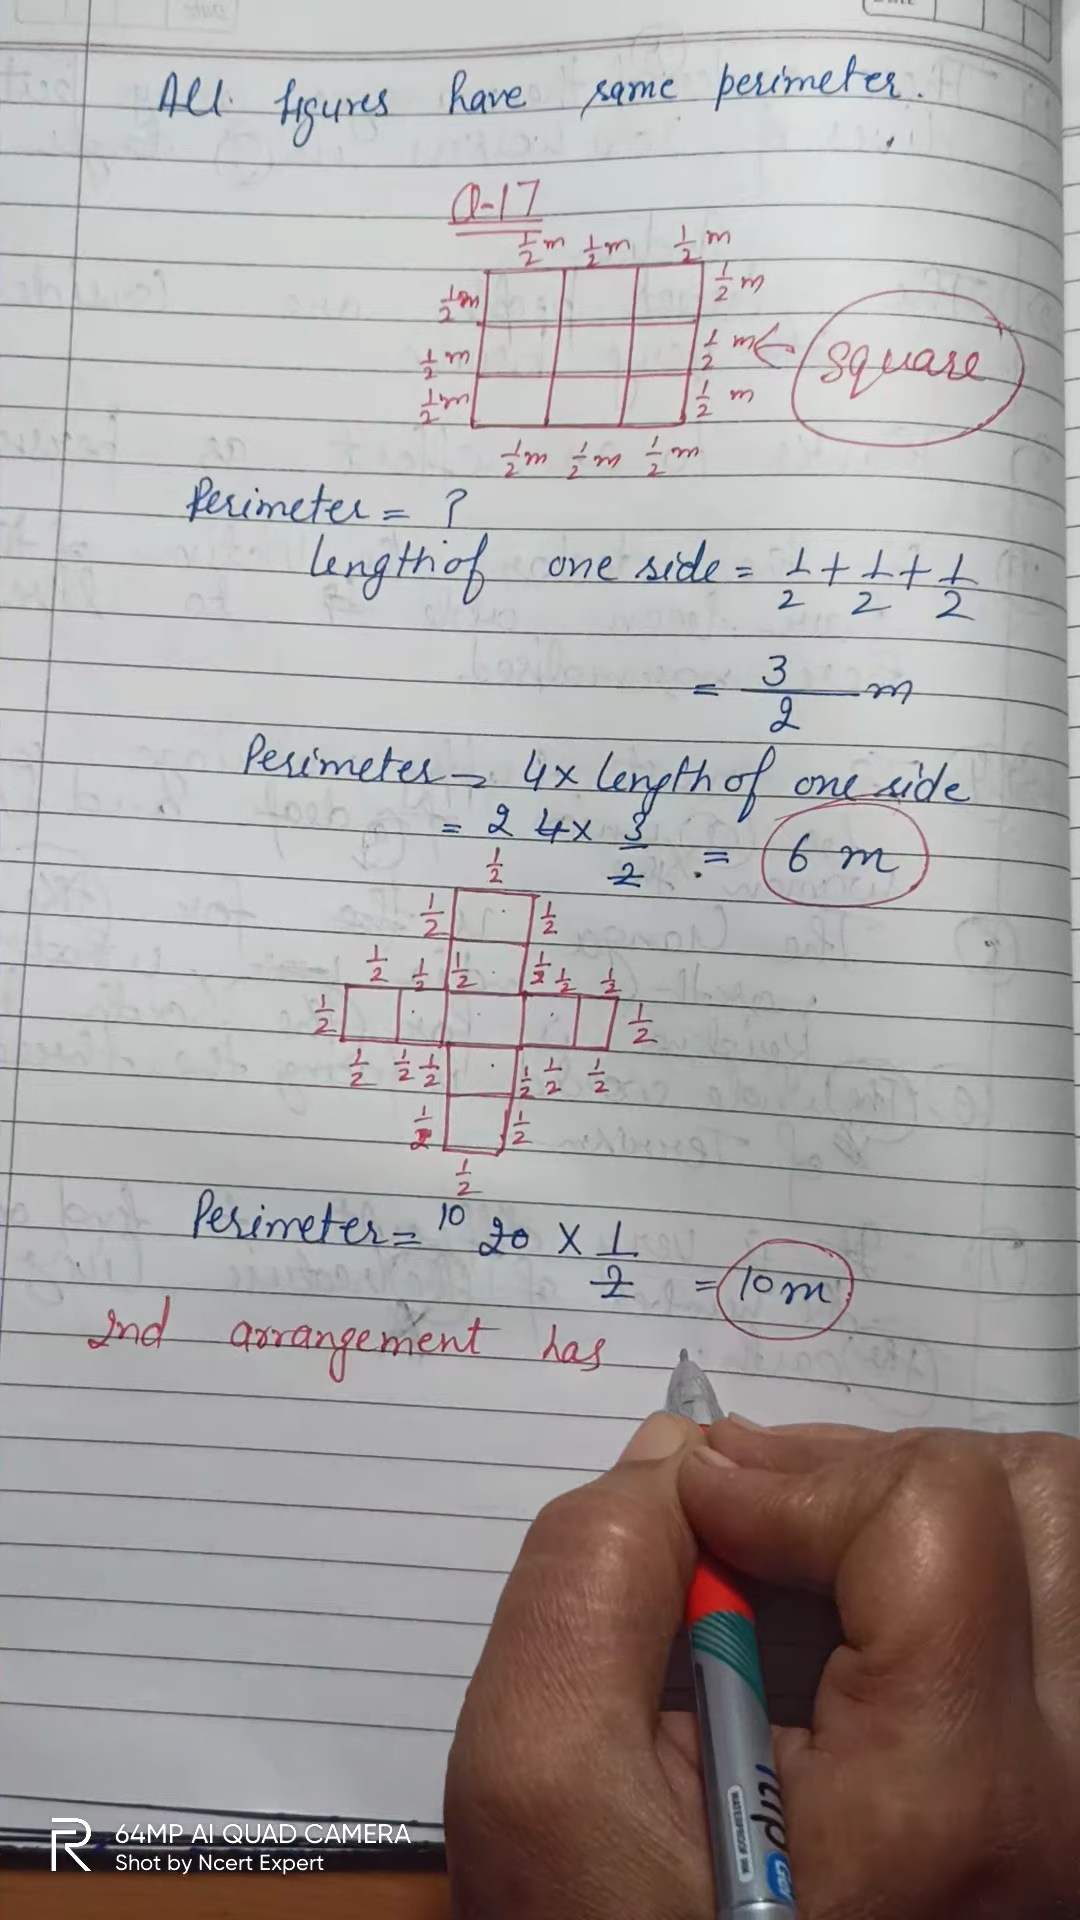 All figures have same perimeter.
Q-17
1/2 m 1/2 m 1/2 m
1/2 m 1/2 m
1/2 m 1/2 m square
1/2 m 1/2 m
1/2 m 1/2 m 1/2 m
Perimeter = ?
length of one side = 1/2 + 1/2 + 1/2
= 3/2 m
Perimeter = 4 x length of one side
= 2 4 x 3/2 = 6 m
1/2
1/2 1/2
1/2 1/2 1/2 1/2 1/2 1/2
1/2 1/2
1/2 1/2 1/2 1/2 1/2 1/2
1/2 1/2
1/2
Perimeter = 10 20 X 1/2 = 10m
2nd arrangement has
64MP AI QUAD CAMERA
Shot by Ncert Expert